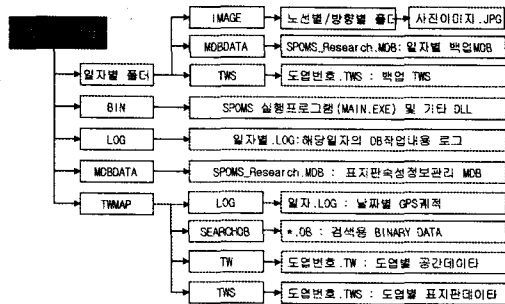 IMAGE
노선별/방향별 폴더
사진이미지.JPG
MDBDATA
SPOMS_Research.MDB: 일자별 백업MDB
일자별 폴더
TWS
도엽번호.TWS : 백업 TWS
BIN
SPOMS 실행프로그램(MAIN.EXE) 및 기타 DLL
LOG
일자별.LOG:해당일자의 DB작업내용 로그
MDBDATA
SPOMS_Research.MDB : 표지판속성정보관리 MDB
TWMAP
LOG
일자.LOG : 날짜별 GPS궤적
SEARCHDB
*.DB : 검색용 BINARY DATA
TW
도엽번호.TW : 도엽별 공간데이타
TWS
도엽번호.TWS : 도엽별 표지판데이타